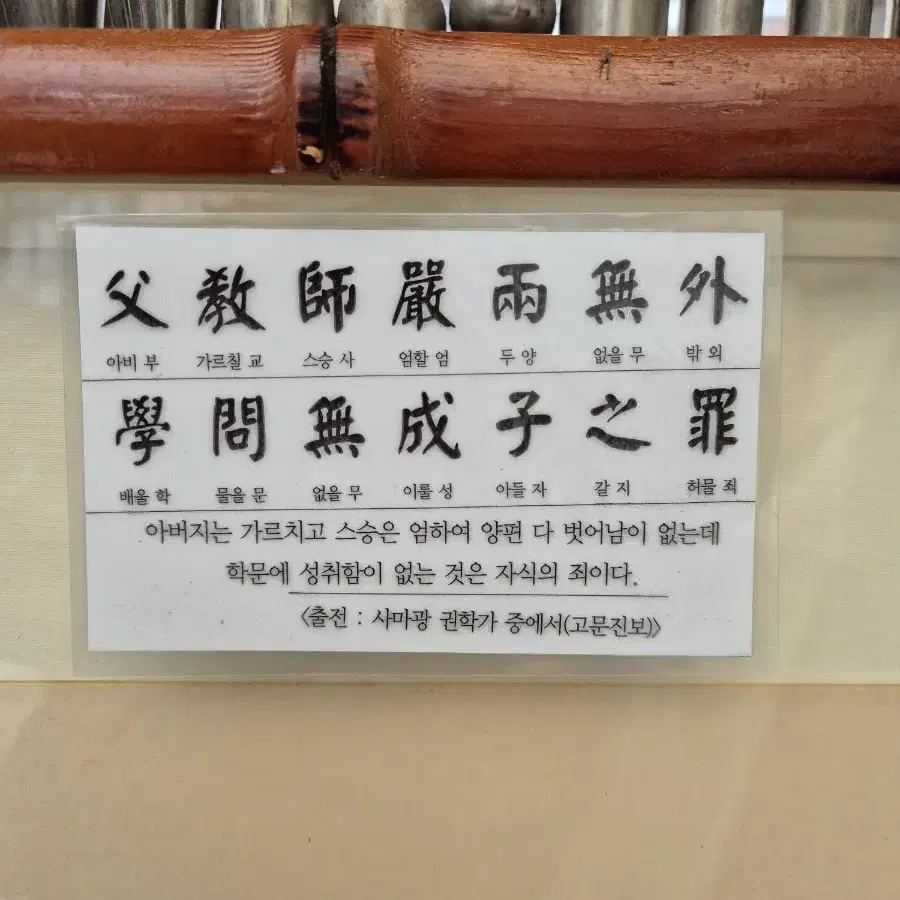 父 教 師 嚴 兩 無 外
아비 부 가르칠 교 스승 사 엄할 엄 두 양 없을 무 밖 외
學 問 無 成 子 之 罪
배울 학 물을 문 없을 무 이룰 성 아들 자 갈 지 허물 죄
아버지는 가르치고 스승은 엄하여 양편 다 벗어남이 없는데
학문에 성취함이 없는 것은 자식의 죄이다.
〈출전 : 사마광 권학가 중에서(고문진보)〉